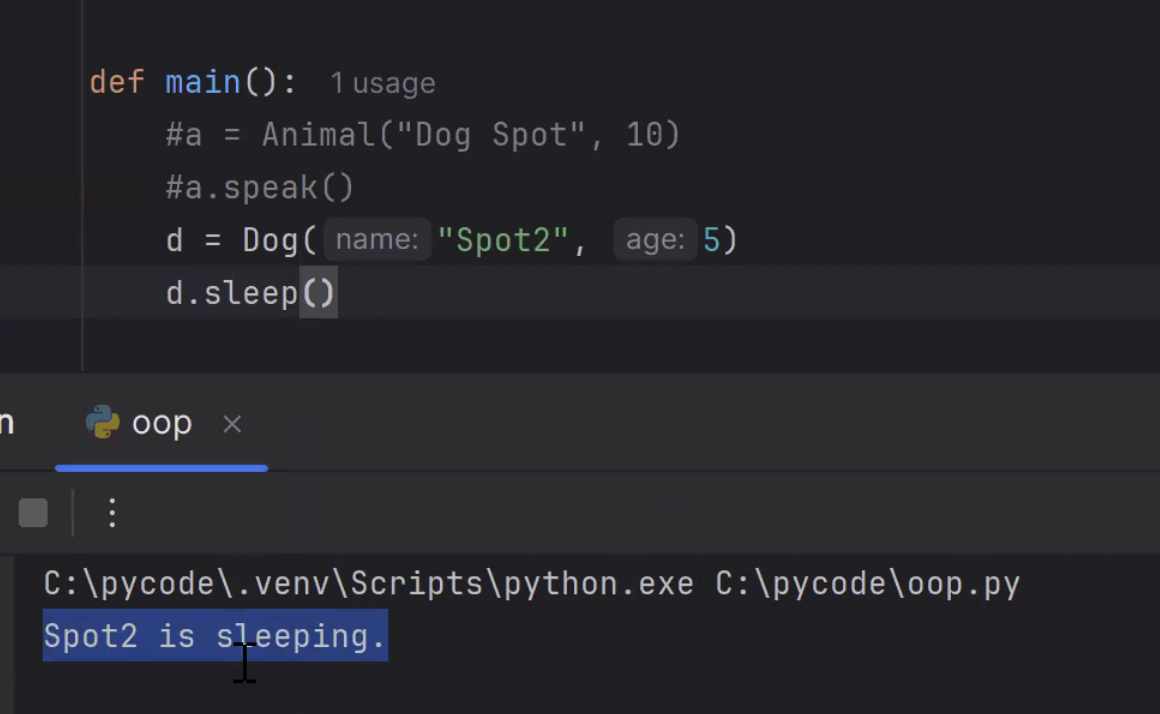 def main(): 1 usage
#a = Animal("Dog Spot", 10)
#a.speak()
d = Dog( name: "Spot2", age: 5)
d.sleep()
n oop ×
C:\pycode\.venv\Scripts\python.exe C:\pycode\oop.py
Spot2 is sleeping.